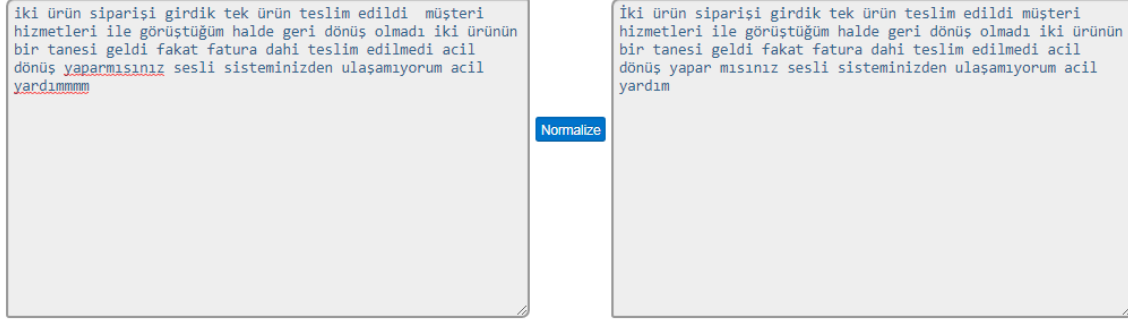 iki ürün siparişi girdik tek ürün teslim edildi  müşteri
hizmetleri ile görüştüğüm halde geri dönüş olmadı iki ürünün
bir tanesi geldi fakat fatura dahi teslim edilmedi acil
dönüş yaparmısınız sesli sisteminizden ulaşamıyorum acil
yardımmmm
Normalize
İki ürün siparişi girdik tek ürün teslim edildi müşteri
hizmetleri ile görüştüğüm halde geri dönüş olmadı iki ürünün
bir tanesi geldi fakat fatura dahi teslim edilmedi acil
dönüş yapar mısınız sesli sisteminizden ulaşamıyorum acil
yardım